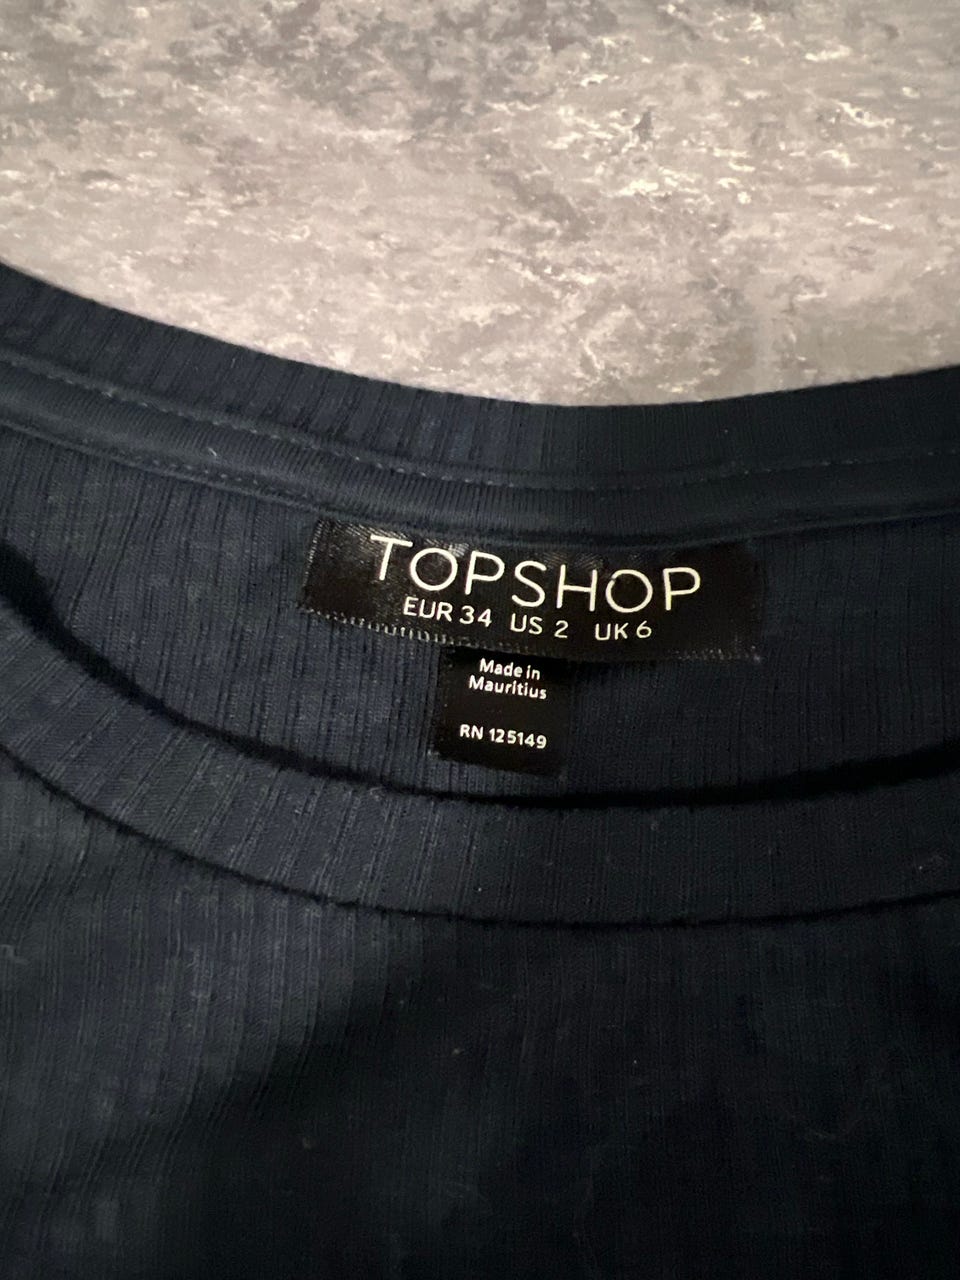 TOPSHOP
EUR 34 US 2 UK 6
Made in
Mauritius
RN 125149